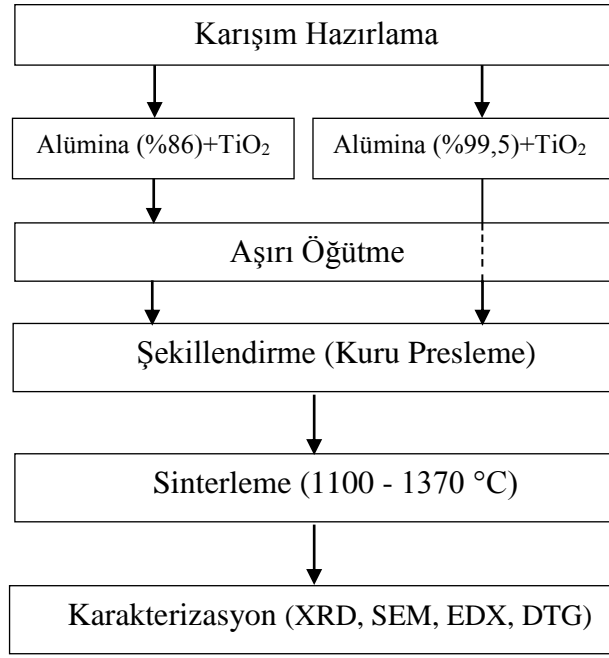 Karışım Hazırlama
Alümina (%86)+TiO₂
Alümina (%99,5)+TiO₂
Aşırı Öğütme
Şekillendirme (Kuru Presleme)
Sinterleme (1100 - 1370 °C)
Karakterizasyon (XRD, SEM, EDX, DTG)